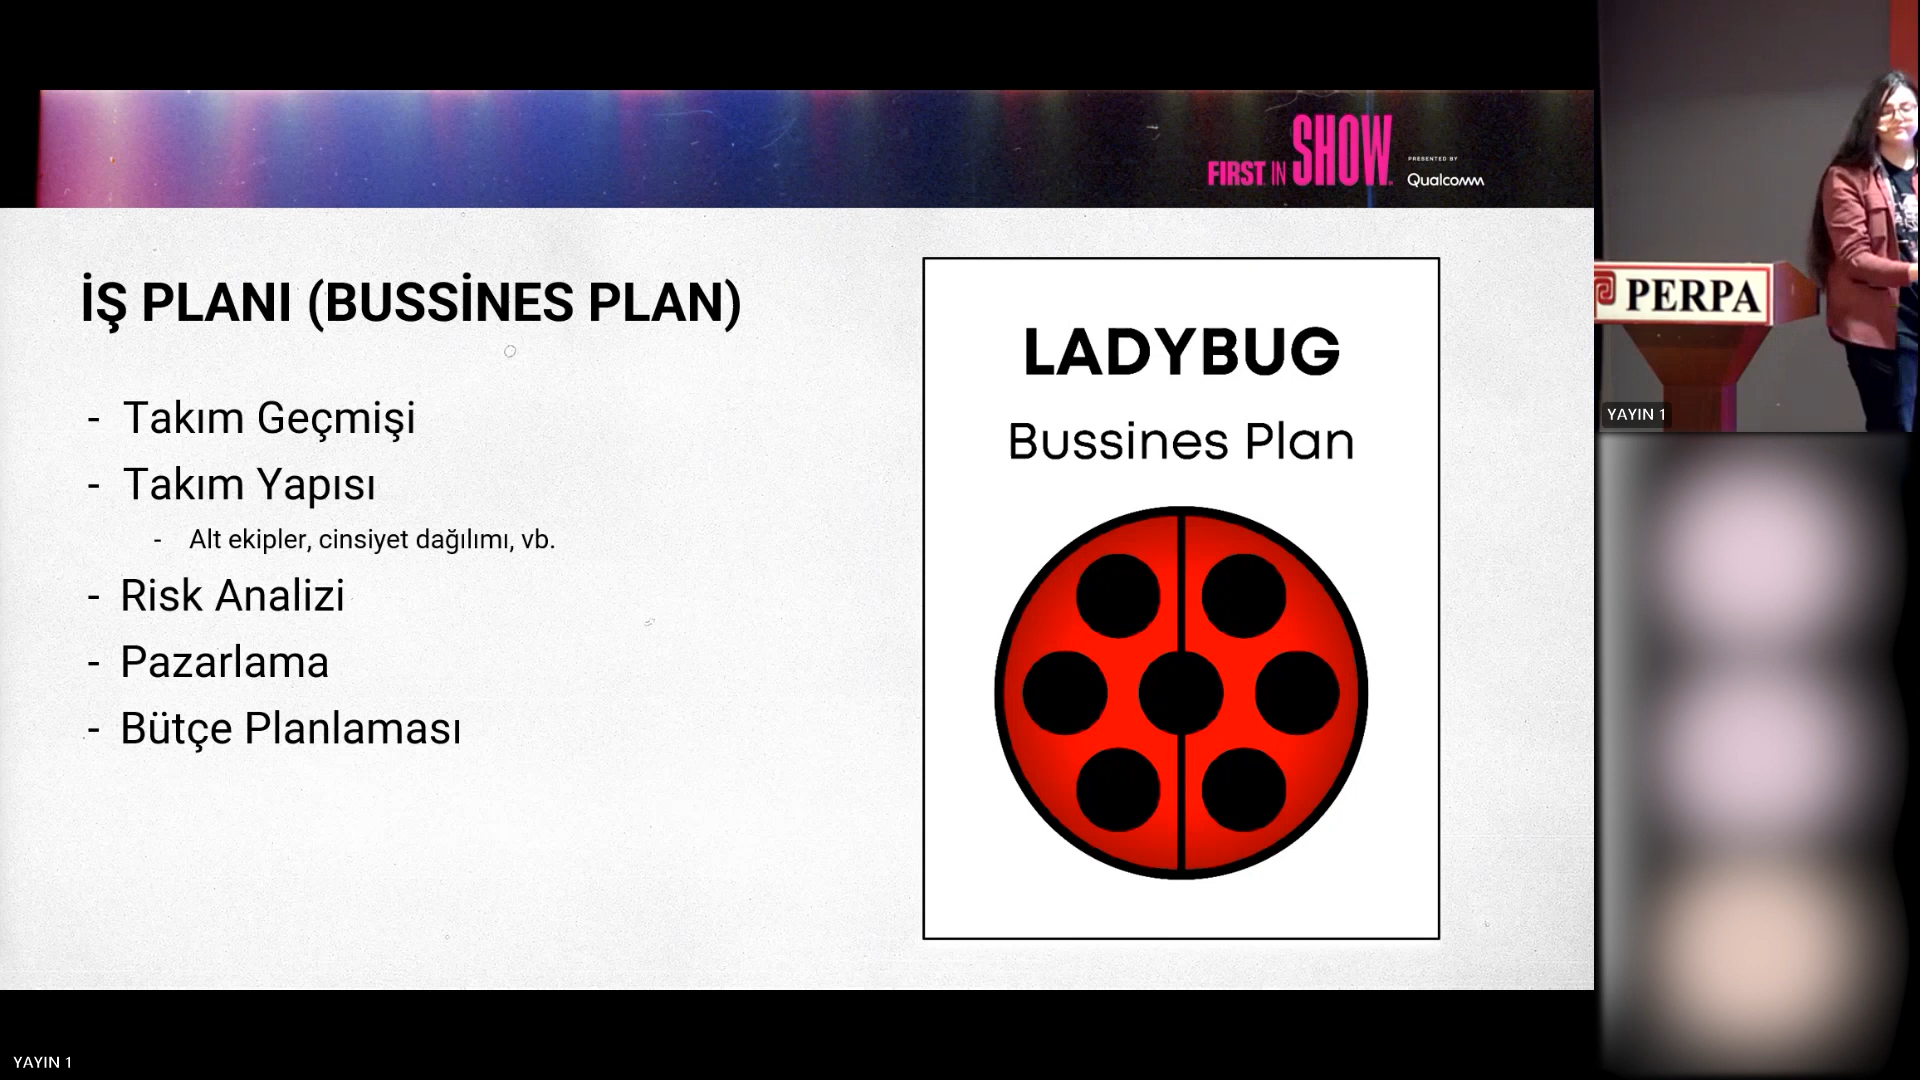 FIRST IN SHOW
PRESENTED BY
Qualcomm
İŞ PLANI (BUSSİNES PLAN)
- Takım Geçmişi
- Takım Yapısı
- Alt ekipler, cinsiyet dağılımı, vb.
- Risk Analizi
- Pazarlama
- Bütçe Planlaması
LADYBUG
Bussines Plan
PERPA
YAYIN 1
YAYIN 1